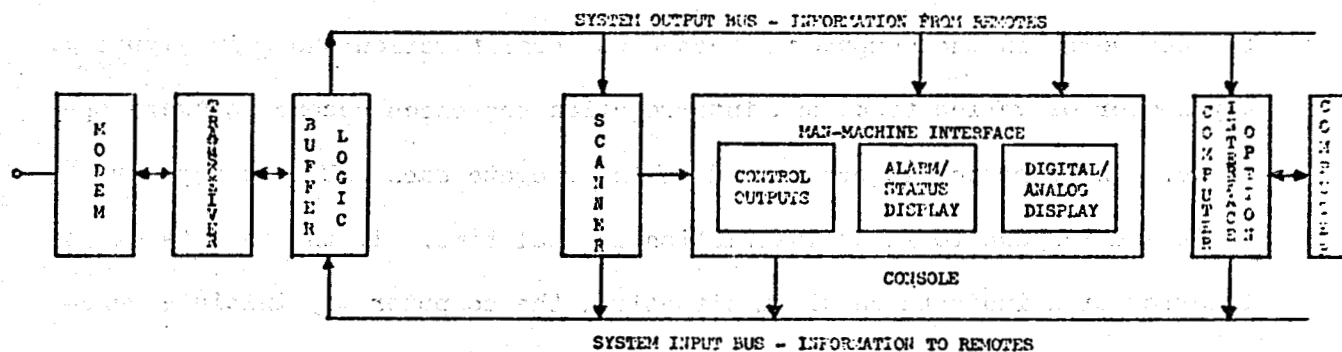 SYSTEM OUTPUT BUS - INFORMATION FROM REMOTES
MODEM
TRANSCEIVER
BUFFER
LOGIC
SCANNER
MAN-MACHINE INTERFACE
CONTROL
OUTPUTS
ALARM/
STATUS
DISPLAY
DIGITAL/
ANALOG
DISPLAY
CONSOLE
COMPUTER
INTERFACE
OPTION
COMPUTER
SYSTEM INPUT BUS - INFORMATION TO REMOTES